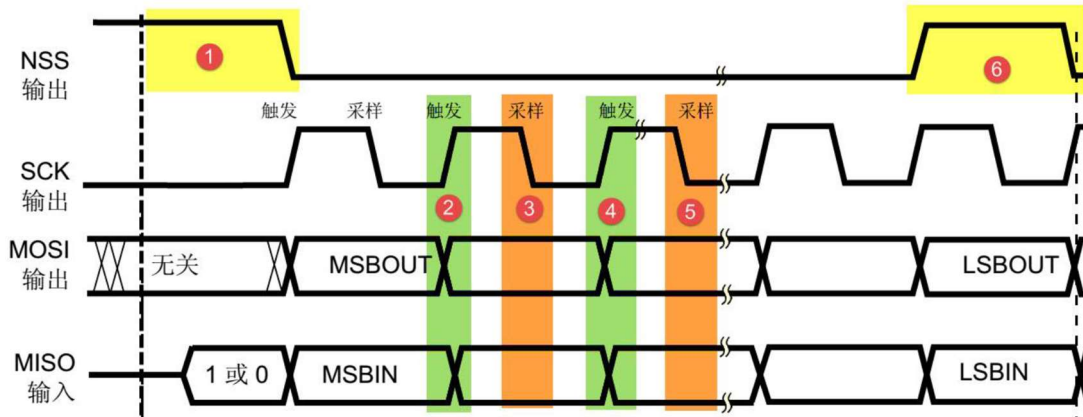 NSS
输出
1
6
触发 采样 触发 采样 触发 采样
SCK
输出
2
3
4
5
MOSI
输出
无关
MSBOUT
LSBOUT
MISO
输入
1 或 0
MSBIN
LSBIN